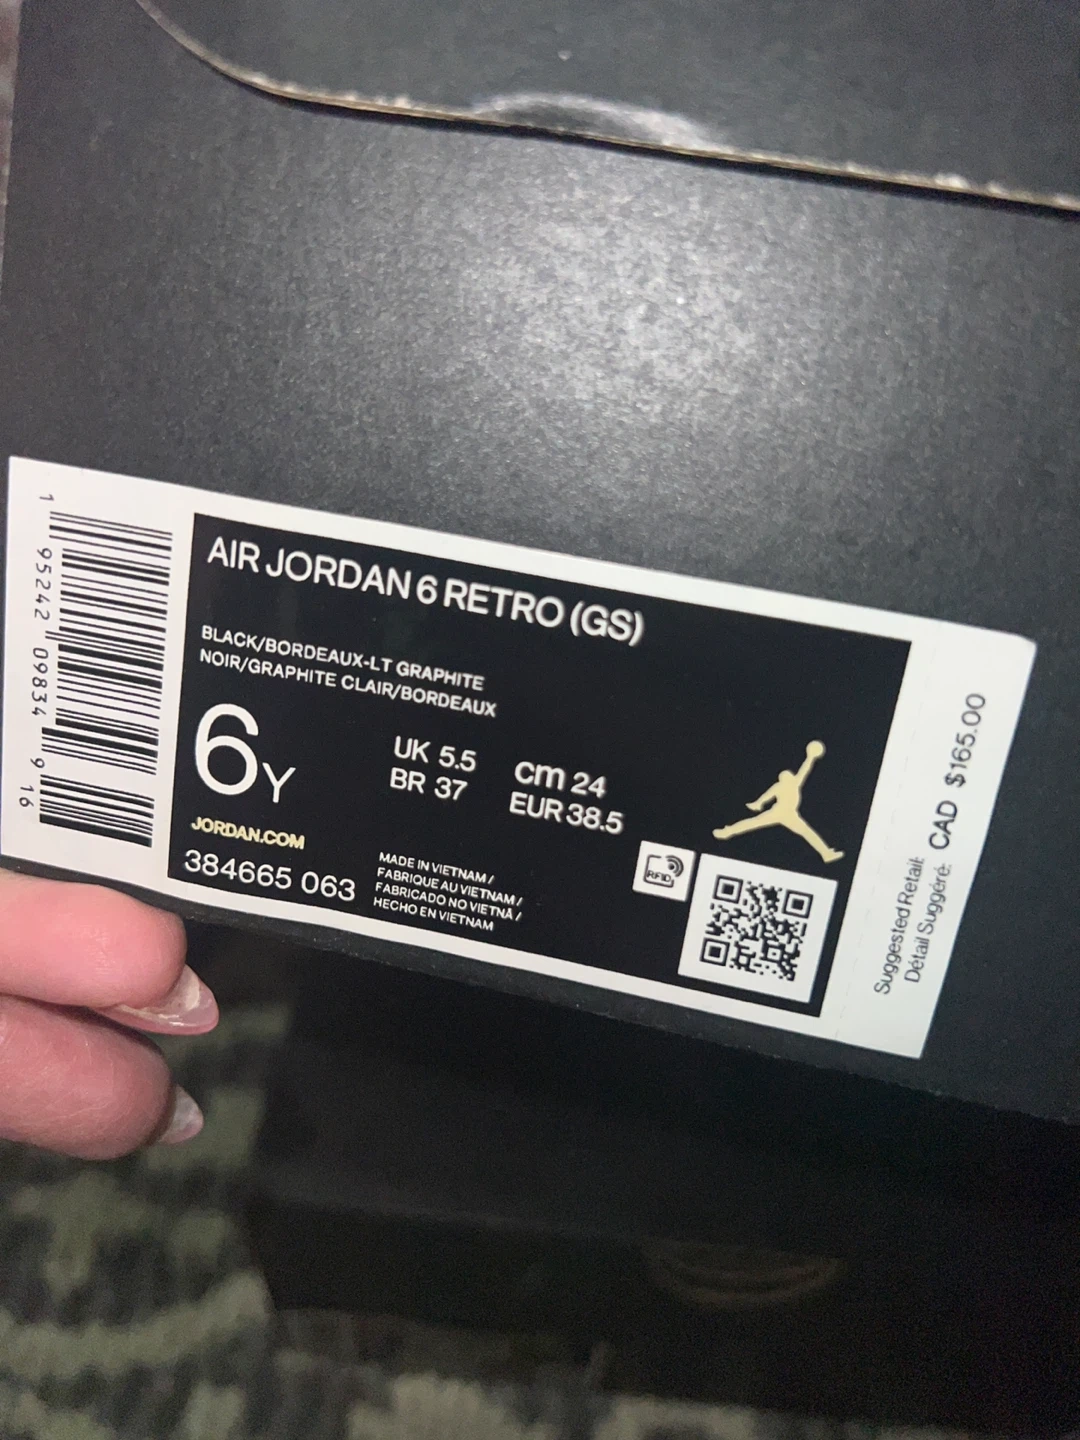 1 95242 09834 9 16
AIR JORDAN 6 RETRO (GS)
BLACK/BORDEAUX-LT GRAPHITE
NOIR/GRAPHITE CLAIR/BORDEAUX
6Y
UK 5.5
BR 37
cm 24
EUR 38.5
JORDAN.COM
384665 063
MADE IN VIETNAM /
FABRIQUE AU VIETNAM /
FABRICADO NO VIETNÃ /
HECHO EN VIETNAM
RFID
Suggested Retail:
Détail Suggéré: CAD $165.00